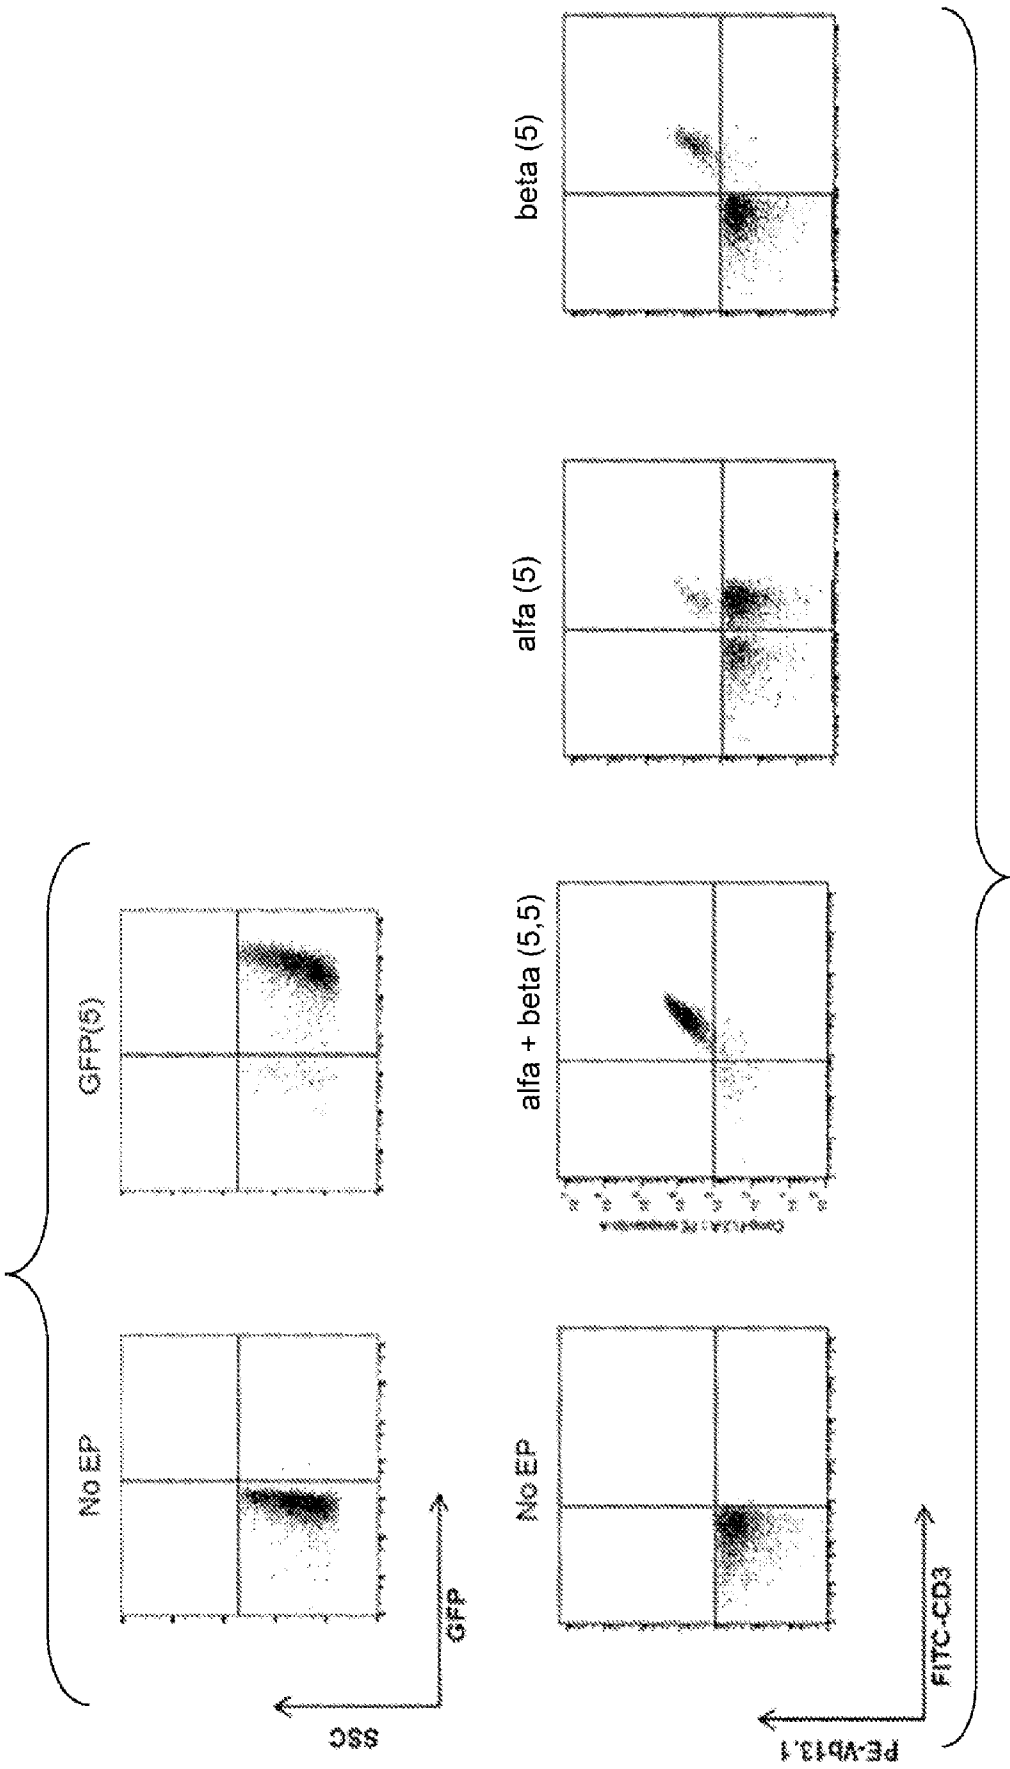 No EP
GFP(5)
SSC
GFP
No EP
alfa + beta (5,5)
alfa (5)
beta (5)
PE-Vb13.1
FITC-CD3